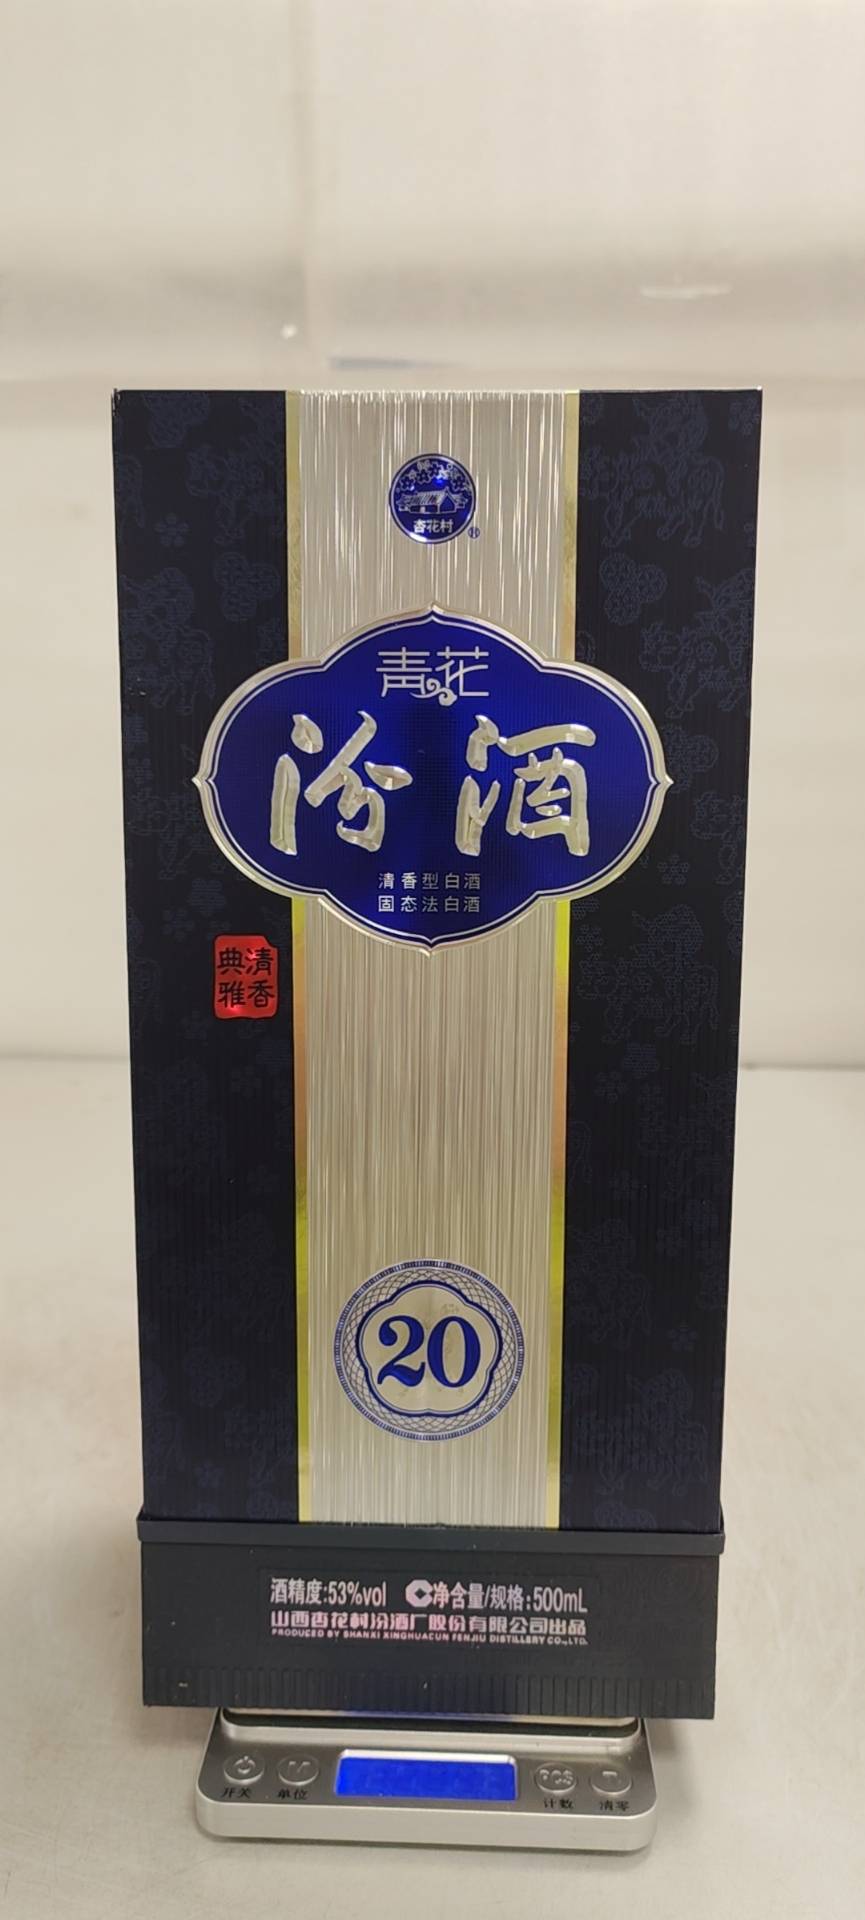 杏花村
®
青花
汾酒
清香型白酒
固态法白酒
清香
典雅
20
酒精度:53%vol C净含量/规格:500mL
山西杏花村汾酒厂股份有限公司出品
PRODUCED BY SHANXI XINGHUACUN FENJIU DISTILLERY CO.,LTD.
开关 单位 PCS 计数 T 清零